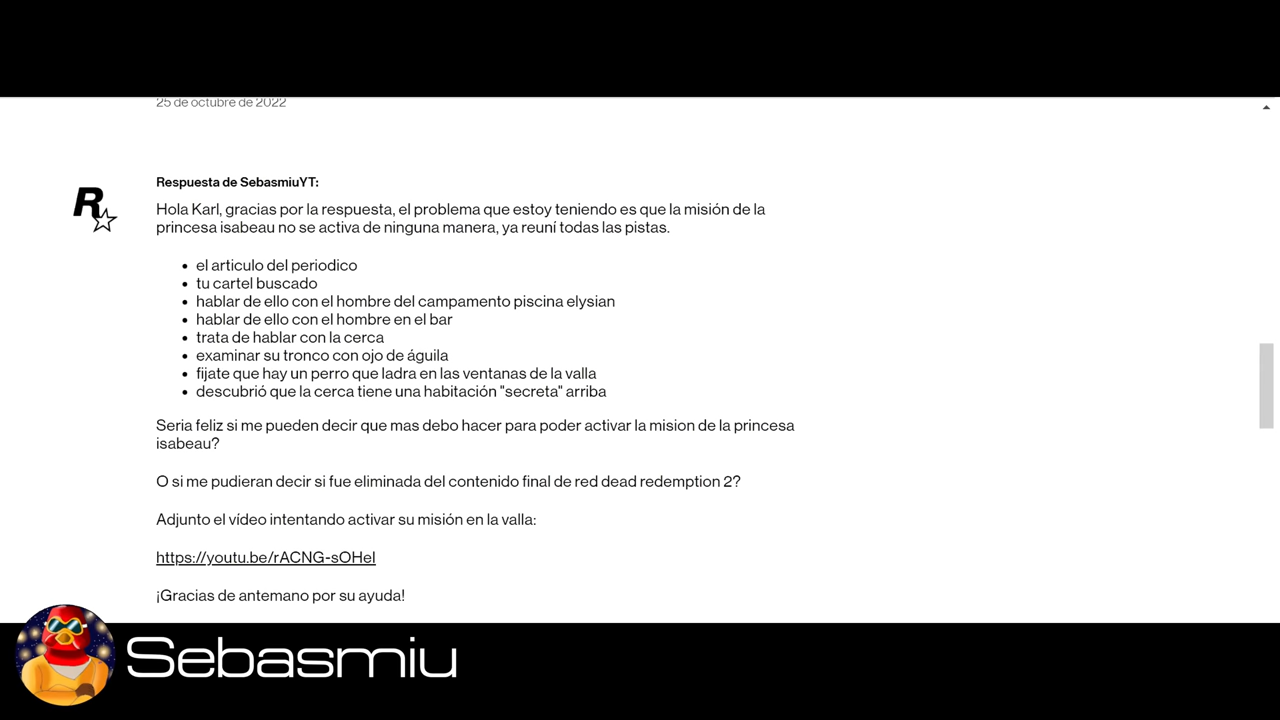 25 de octubre de 2022
Respuesta de SebasmiuYT:
Hola Karl, gracias por la respuesta, el problema que estoy teniendo es que la misión de la
princesa isabeau no se activa de ninguna manera, ya reuní todas las pistas.
• el articulo del periodico
• tu cartel buscado
• hablar de ello con el hombre del campamento piscina elysian
• hablar de ello con el hombre en el bar
• trata de hablar con la cerca
• examinar su tronco con ojo de águila
• fijate que hay un perro que ladra en las ventanas de la valla
• descubrió que la cerca tiene una habitación "secreta" arriba
Seria feliz si me pueden decir que mas debo hacer para poder activar la mision de la princesa
isabeau?
O si me pudieran decir si fue eliminada del contenido final de red dead redemption 2?
Adjunto el vídeo intentando activar su misión en la valla:
https://youtu.be/rACNG-sOHeI
¡Gracias de antemano por su ayuda!
R
Sebasmiu